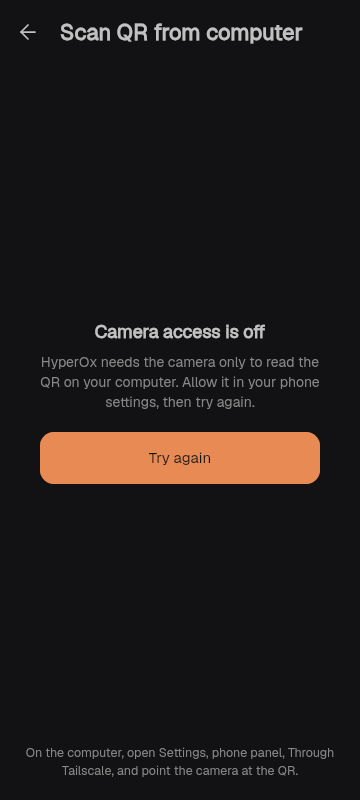 Scan QR from computer
Camera access is off
HyperOx needs the camera only to read the
QR on your computer. Allow it in your phone
settings, then try again.
Try again
On the computer, open Settings, phone panel, Through
Tailscale, and point the camera at the QR.